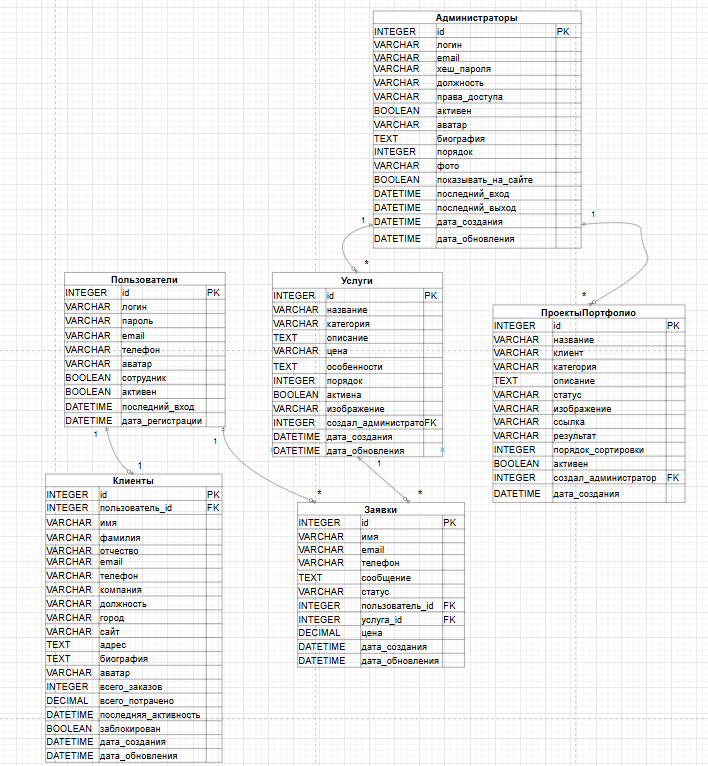 Администраторы
INTEGER id PK
VARCHAR логин
VARCHAR email
VARCHAR хеш_пароля
VARCHAR должность
VARCHAR права_доступа
BOOLEAN активен
VARCHAR аватар
TEXT биография
INTEGER порядок
VARCHAR фото
BOOLEAN показывать_на_сайте
DATETIME последний_вход
DATETIME последний_выход
DATETIME дата_создания
DATETIME дата_обновления
1
1
*
*
Пользователи
INTEGER id PK
VARCHAR логин
VARCHAR пароль
VARCHAR email
VARCHAR телефон
VARCHAR аватар
BOOLEAN сотрудник
BOOLEAN активен
DATETIME последний_вход
DATETIME дата_регистрации
1
1
1
*
Услуги
INTEGER id PK
VARCHAR название
VARCHAR категория
TEXT описание
VARCHAR цена
TEXT особенности
INTEGER порядок
BOOLEAN активна
VARCHAR изображение
INTEGER создал_администратоFK
DATETIME дата_создания
DATETIME дата_обновления
1
*
ПроектыПортфолио
INTEGER id PK
VARCHAR название
VARCHAR клиент
VARCHAR категория
TEXT описание
VARCHAR статус
VARCHAR изображение
VARCHAR ссылка
VARCHAR результат
INTEGER порядок_сортировки
BOOLEAN активен
INTEGER создал_администратор FK
DATETIME дата_создания
Клиенты
INTEGER id PK
INTEGER пользователь_id FK
VARCHAR имя
VARCHAR фамилия
VARCHAR отчество
VARCHAR email
VARCHAR телефон
VARCHAR компания
VARCHAR должность
VARCHAR город
VARCHAR сайт
TEXT адрес
TEXT биография
VARCHAR аватар
INTEGER всего_заказов
DECIMAL всего_потрачено
DATETIME последняя_активность
BOOLEAN заблокирован
DATETIME дата_создания
DATETIME дата_обновления
Заявки
INTEGER id PK
VARCHAR имя
VARCHAR email
VARCHAR телефон
TEXT сообщение
VARCHAR статус
INTEGER пользователь_id FK
INTEGER услуга_id FK
DECIMAL цена
DATETIME дата_создания
DATETIME дата_обновления